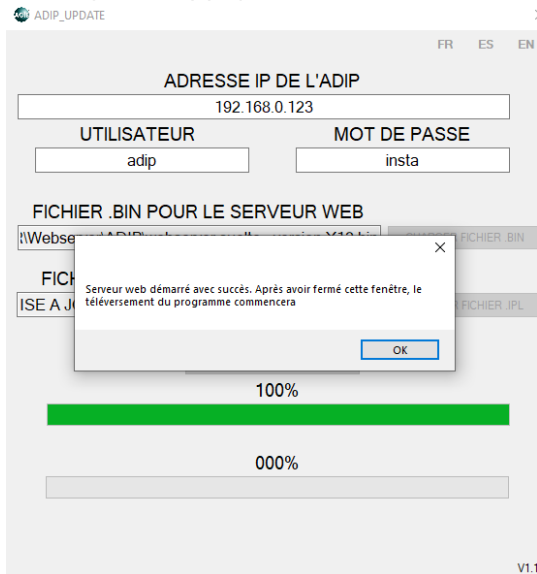 ADIP_UPDATE
FR ES EN
ADRESSE IP DE L'ADIP
192.168.0.123
UTILISATEUR MOT DE PASSE
adip insta
FICHIER .BIN POUR LE SERVEUR WEB
FICHIER .BIN
Serveur web démarré avec succès. Après avoir fermé cette fenêtre, le
téléversement du programme commencera
ISE A FICHIER .IPL
OK
100%
000%
V1.1